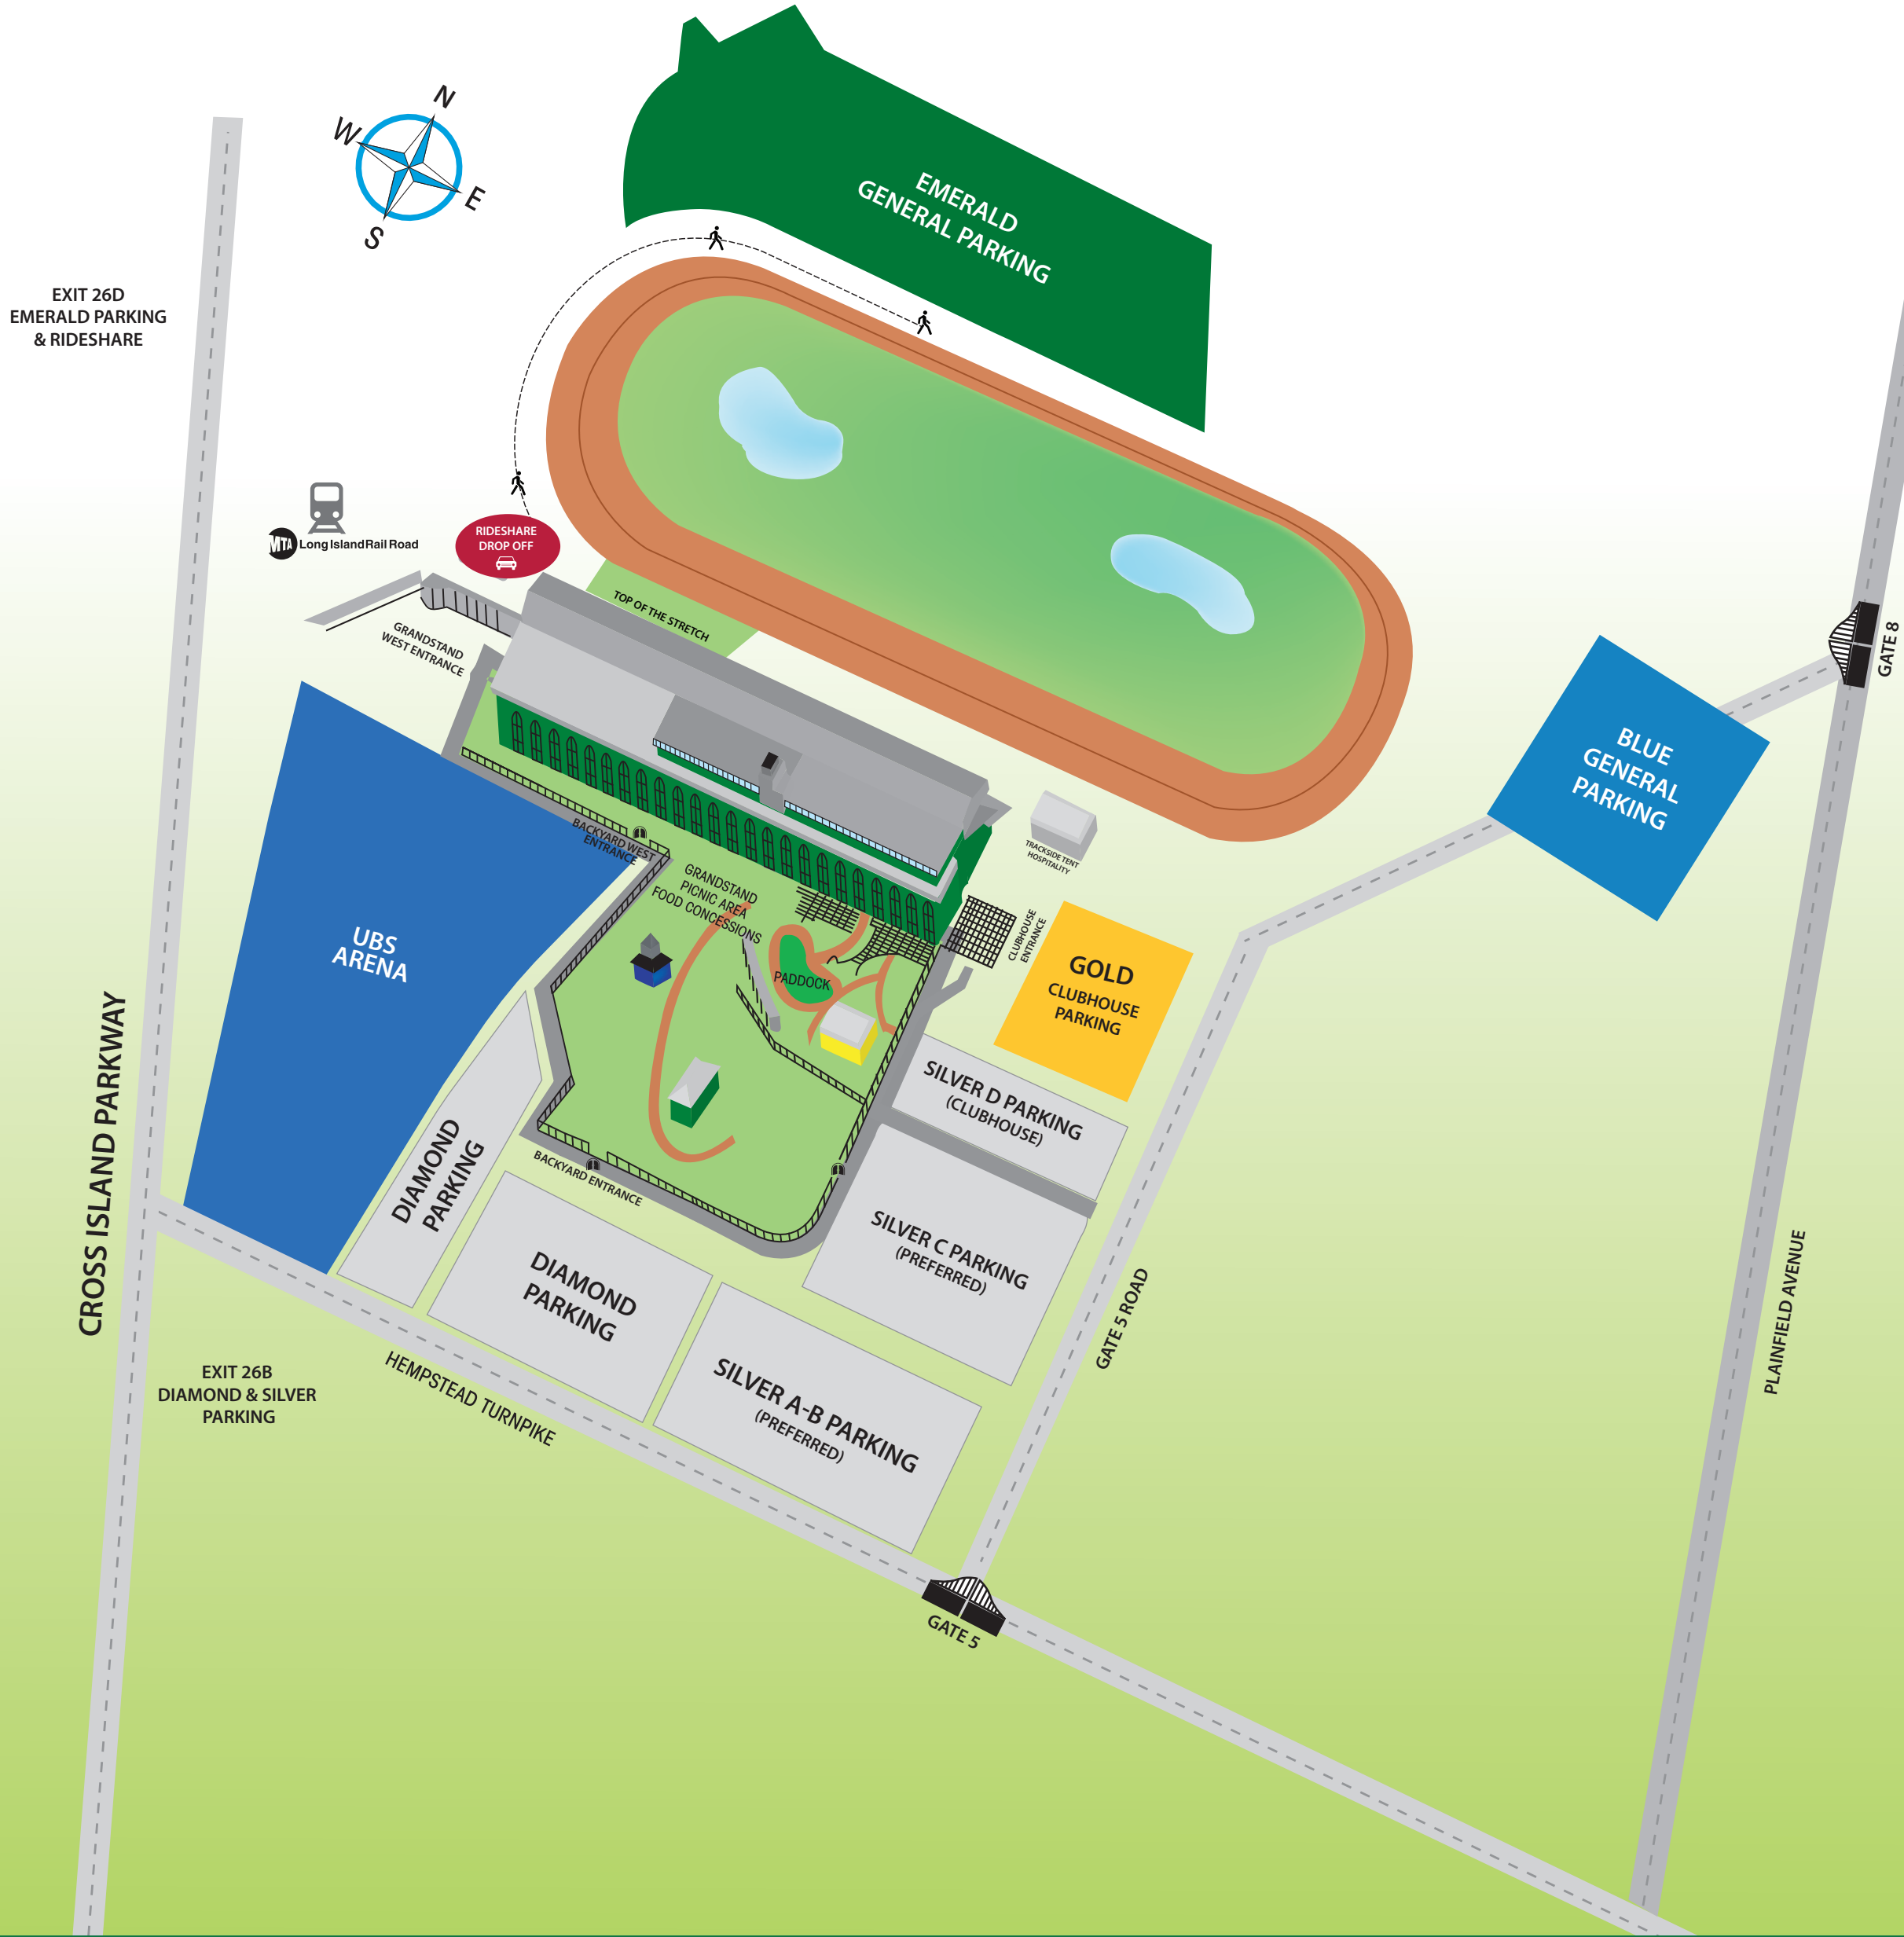 N
W
E
S
EMERALD
GENERAL PARKING
EXIT 26D
EMERALD PARKING
& RIDESHARE
MTA Long Island Rail Road
RIDESHARE
DROP OFF
TOP OF THE STRETCH
GRANDSTAND
WEST ENTRANCE
GATE 8
BLUE
GENERAL
PARKING
BACKYARD WEST
ENTRANCE
TRACKSIDE TENT
HOSPITALITY
GRANDSTAND
PICNIC AREA
FOOD CONCESSIONS
CLUBHOUSE
ENTRANCE
UBS
ARENA
PADDOCK
GOLD
CLUBHOUSE
PARKING
CROSS ISLAND PARKWAY
SILVER D PARKING
(CLUBHOUSE)
DIAMOND
PARKING
BACKYARD ENTRANCE
SILVER C PARKING
(PREFERRED)
DIAMOND
PARKING
GATE 5 ROAD
PLAINFIELD AVENUE
EXIT 26B
DIAMOND & SILVER
PARKING
HEMPSTEAD TURNPIKE
SILVER A-B PARKING
(PREFERRED)
GATE 5